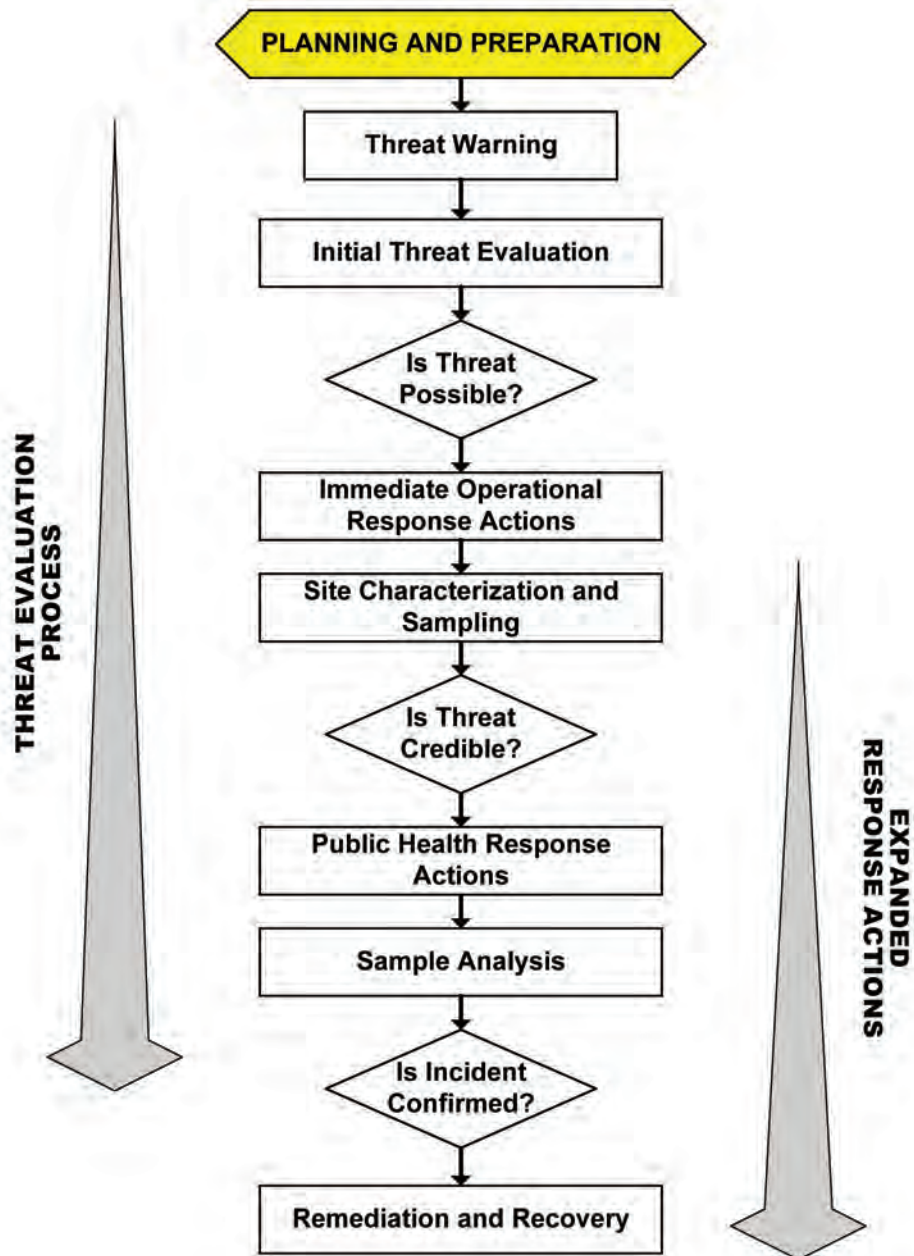 PLANNING AND PREPARATION
Threat Warning
Initial Threat Evaluation
Is Threat
Possible?
Immediate Operational
Response Actions
Site Characterization and
Sampling
Is Threat
Credible?
Public Health Response
Actions
Sample Analysis
Is Incident
Confirmed?
Remediation and Recovery
THREAT EVALUATION
PROCESS
EXPANDED
RESPONSE ACTIONS